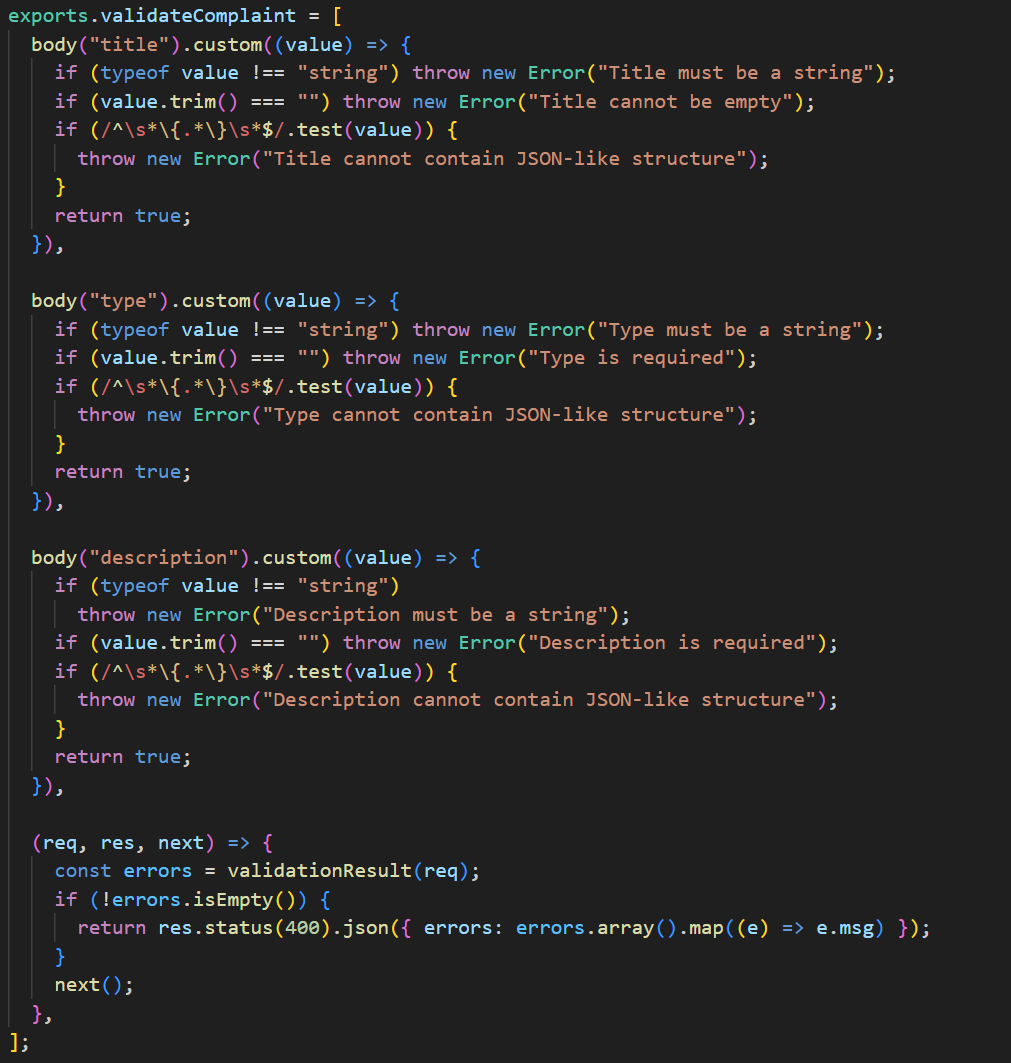 exports.validateComplaint = [
  body("title").custom((value) => {
    if (typeof value !== "string") throw new Error("Title must be a string");
    if (value.trim() === "") throw new Error("Title cannot be empty");
    if (/^\s*\{.*\}\s*$/.test(value)) {
      throw new Error("Title cannot contain JSON-like structure");
    }
    return true;
  }),

  body("type").custom((value) => {
    if (typeof value !== "string") throw new Error("Type must be a string");
    if (value.trim() === "") throw new Error("Type is required");
    if (/^\s*\{.*\}\s*$/.test(value)) {
      throw new Error("Type cannot contain JSON-like structure");
    }
    return true;
  }),

  body("description").custom((value) => {
    if (typeof value !== "string")
      throw new Error("Description must be a string");
    if (value.trim() === "") throw new Error("Description is required");
    if (/^\s*\{.*\}\s*$/.test(value)) {
      throw new Error("Description cannot contain JSON-like structure");
    }
    return true;
  }),

  (req, res, next) => {
    const errors = validationResult(req);
    if (!errors.isEmpty()) {
      return res.status(400).json({ errors: errors.array().map((e) => e.msg) });
    }
    next();
  },
];